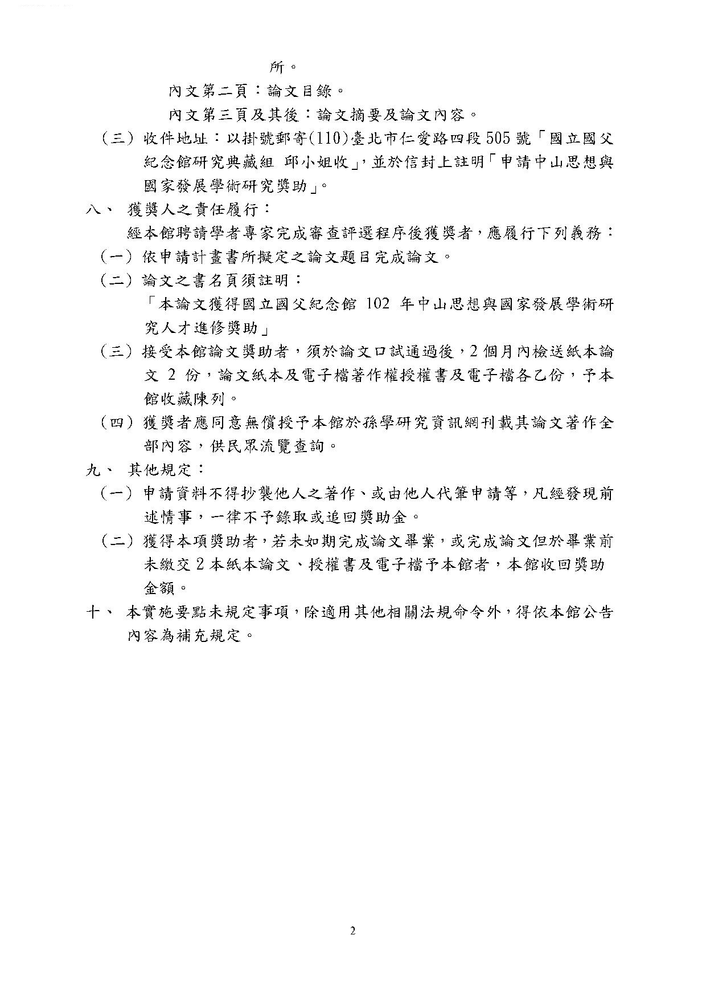 所。
內文第二頁：論文目錄。
內文第三頁及其後：論文摘要及論文內容。
（三）收件地址：以掛號郵寄(110)臺北市仁愛路四段 505 號「國立國父
紀念館研究典藏組 邱小姐收」，並於信封上註明「申請中山思想與
國家發展學術研究獎助」。
八、 獲獎人之責任履行：
經本館聘請學者專家完成審查評選程序後獲獎者，應履行下列義務：
（一）依申請計畫書所擬定之論文題目完成論文。
（二）論文之書名頁須註明：
「本論文獲得國立國父紀念館 102 年中山思想與國家發展學術研
究人才進修獎助」
（三）接受本館論文獎助者，須於論文口試通過後，2 個月內檢送紙本論
文 2 份，論文紙本及電子檔著作權授權書及電子檔各乙份，予本
館收藏陳列。
（四）獲獎者應同意無償授予本館於孫學研究資訊網刊載其論文著作全
部內容，供民眾流覽查詢。
九、 其他規定：
（一）申請資料不得抄襲他人之著作、或由他人代筆申請等，凡經發現前
述情事，一律不予錄取或追回獎助金。
（二）獲得本項獎助者，若未如期完成論文畢業，或完成論文但於畢業前
未繳交 2 本紙本論文、授權書及電子檔予本館者，本館收回獎助
金額。
十、 本實施要點未規定事項，除適用其他相關法規命令外，得依本館公告
內容為補充規定。
2